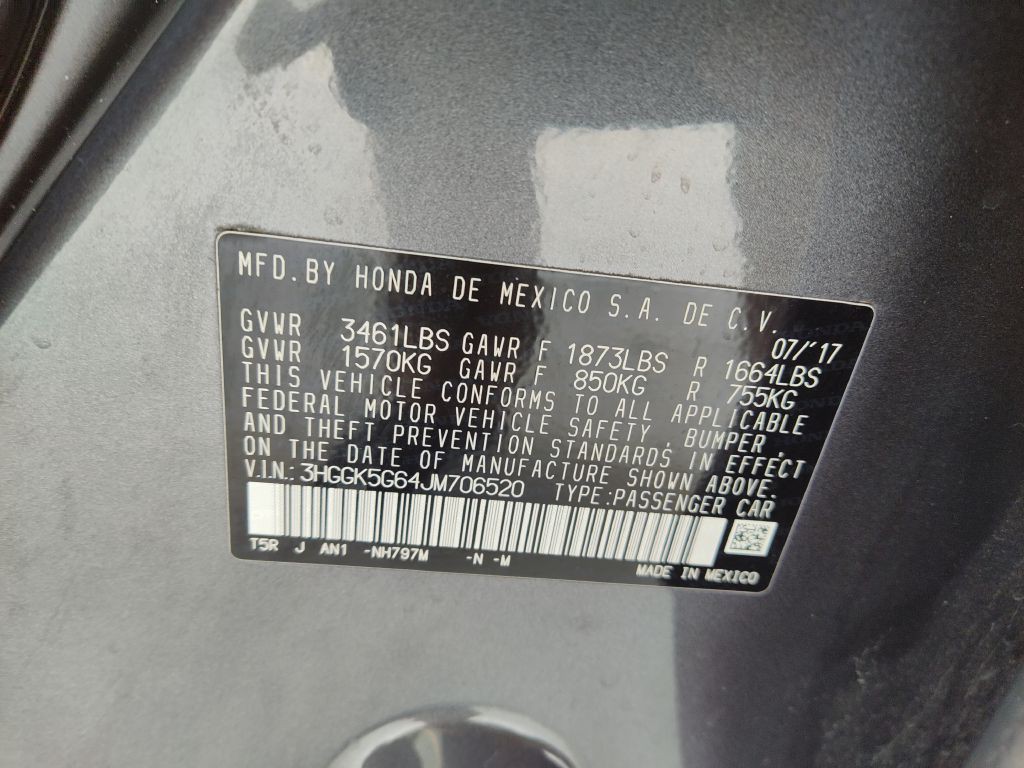 MFD. BY HONDA DE MEXICO S.A. DE C.V.
07/'17
GVWR 3461LBS GAWR F 1873LBS R 1664LBS
GVWR 1570KG GAWR F 850KG R 755KG
THIS VEHICLE CONFORMS TO ALL APPLICABLE
FEDERAL MOTOR VEHICLE SAFETY, BUMPER,
AND THEFT PREVENTION STANDARDS IN EFFECT
ON THE DATE OF MANUFACTURE SHOWN ABOVE.
V.I.N.: 3HGGK5G64JM706520 TYPE:PASSENGER CAR
T5R J AN1 -NH797M -N -M
MADE IN MEXICO